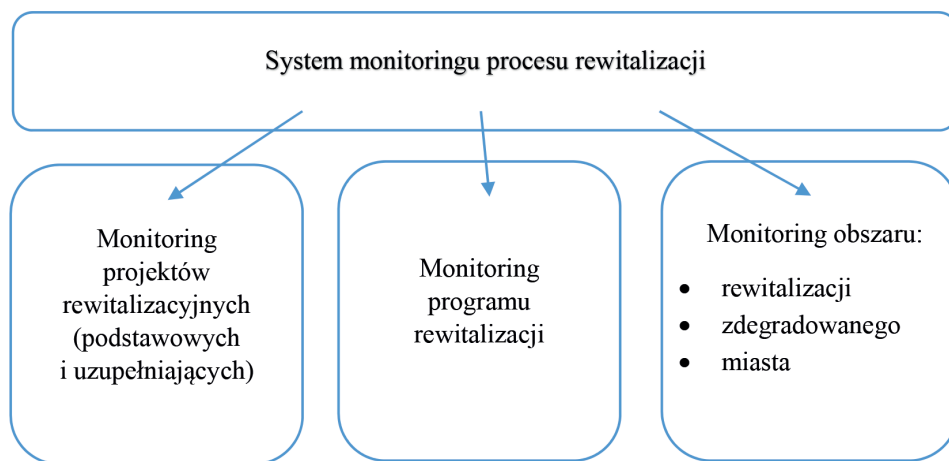 System monitoringu procesu rewitalizacji
Monitoring
projektów
rewitalizacyjnych
(podstawowych
i uzupełniających)
Monitoring
programu
rewitalizacji
Monitoring obszaru:
• rewitalizacji
• zdegradowanego
• miasta